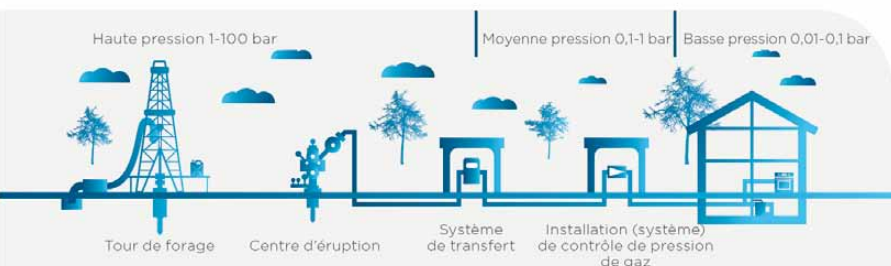 Haute pression 1-100 bar
Moyenne pression 0,1-1 bar
Basse pression 0,01-0,1 bar
Tour de forage
Centre d'éruption
Système
de transfert
Installation (système)
de contrôle de pression
de gaz